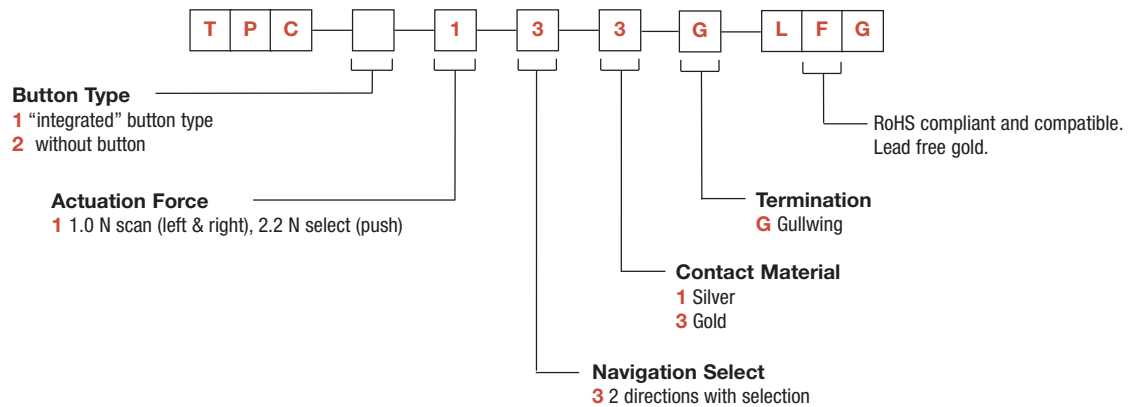 T P C 1 3 3 G L F G
Button Type
1 “integrated” button type
2 without button
RoHS compliant and compatible.
Lead free gold.
Actuation Force
1 1.0 N scan (left & right), 2.2 N select (push)
Termination
G Gullwing
Contact Material
1 Silver
3 Gold
Navigation Select
3 2 directions with selection